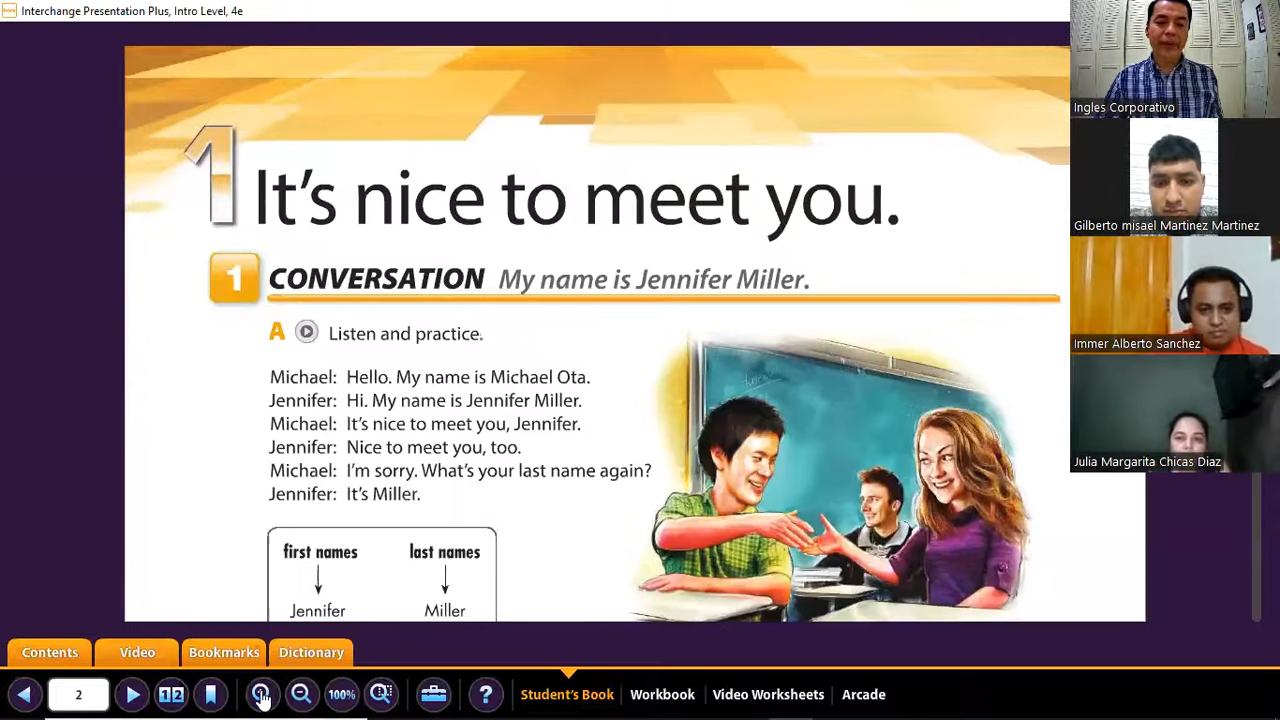 Interchange Presentation Plus, Intro Level, 4e
Ingles Corporativo
Gilberto misael Martinez Martinez
Immer Alberto Sanchez
Julia Margarita Chicas Diaz
1 It's nice to meet you.
1 CONVERSATION My name is Jennifer Miller.
A Listen and practice.
Michael: Hello. My name is Michael Ota.
Jennifer: Hi. My name is Jennifer Miller.
Michael: It's nice to meet you, Jennifer.
Jennifer: Nice to meet you, too.
Michael: I'm sorry. What's your last name again?
Jennifer: It's Miller.
first names last names
Jennifer Miller
Contents Video Bookmarks Dictionary
2 12 100% ? Student's Book Workbook Video Worksheets Arcade